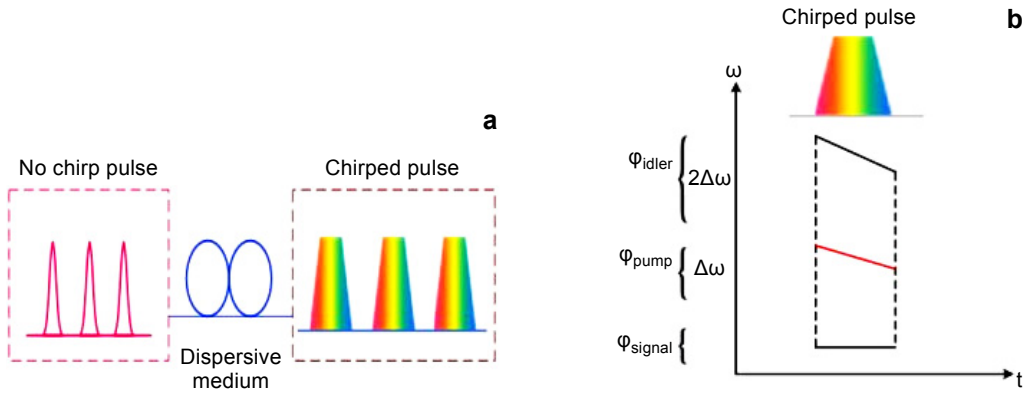 a
No chirp pulse
Chirped pulse
Dispersive
medium
b
Chirped pulse
ω
φidler
2Δω
φpump
Δω
φsignal
t